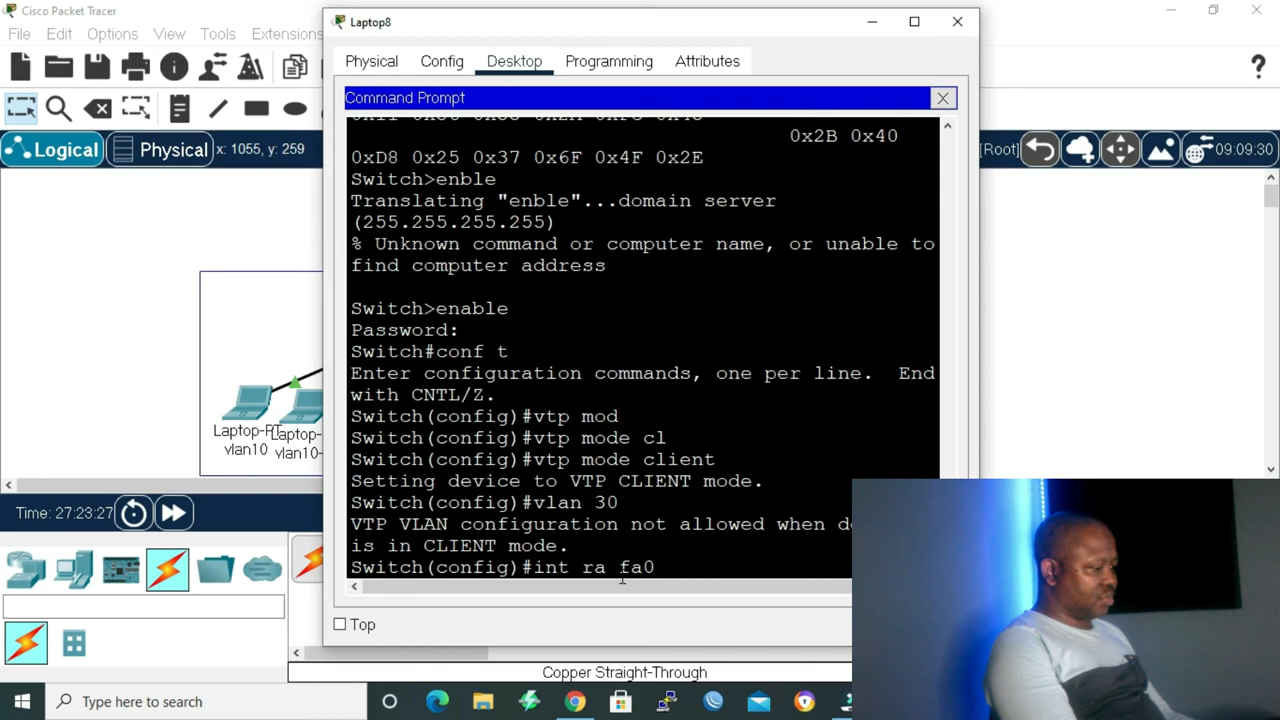 Cisco Packet Tracer
File Edit Options View Tools Extensions
Laptop8
Physical Config Desktop Programming Attributes
Command Prompt X
Logical Physical x: 1055, y: 259
[Root] 09:09:30
0x2B 0x40
0xD8 0x25 0x37 0x6F 0x4F 0x2E
Switch>enble
Translating "enble"...domain server
(255.255.255.255)
% Unknown command or computer name, or unable to
find computer address
Switch>enable
Password:
Switch#conf t
Enter configuration commands, one per line. End
with CNTL/Z.
Switch(config)#vtp mod
Switch(config)#vtp mode cl
Switch(config)#vtp mode client
Setting device to VTP CLIENT mode.
Switch(config)#vlan 30
VTP VLAN configuration not allowed when
is in CLIENT mode.
Switch(config)#int ra fa0
Top
Laptop-
vlan10
Laptop-
vlan10-
Time: 27:23:27
Copper Straight-Through
Type here to search